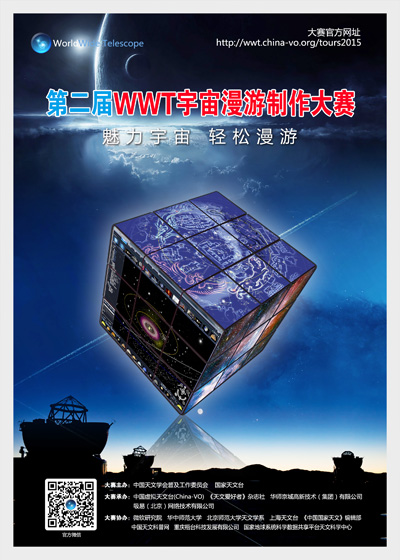 WorldWide Telescope
大赛官方网址
http://wwt.china-vo.org/tours2015
第二届WWT宇宙漫游制作大赛
魅力宇宙 轻松漫游
大赛主办：中国天文学会普及工作委员会 国家天文台
大赛承办：中国虚拟天文台(China-VO) 《天文爱好者》杂志社 华师京城高新技术（集团）有限公司
吸易（北京）网络技术有限公司
大赛协办：微软研究院 华中师范大学 北京师范大学天文学系 上海天文台 《中国国家天文》编辑部
中国天文科普网 重庆梧台科技发展有限公司 国家地球系统科学数据共享平台天文科学中心
官方微信